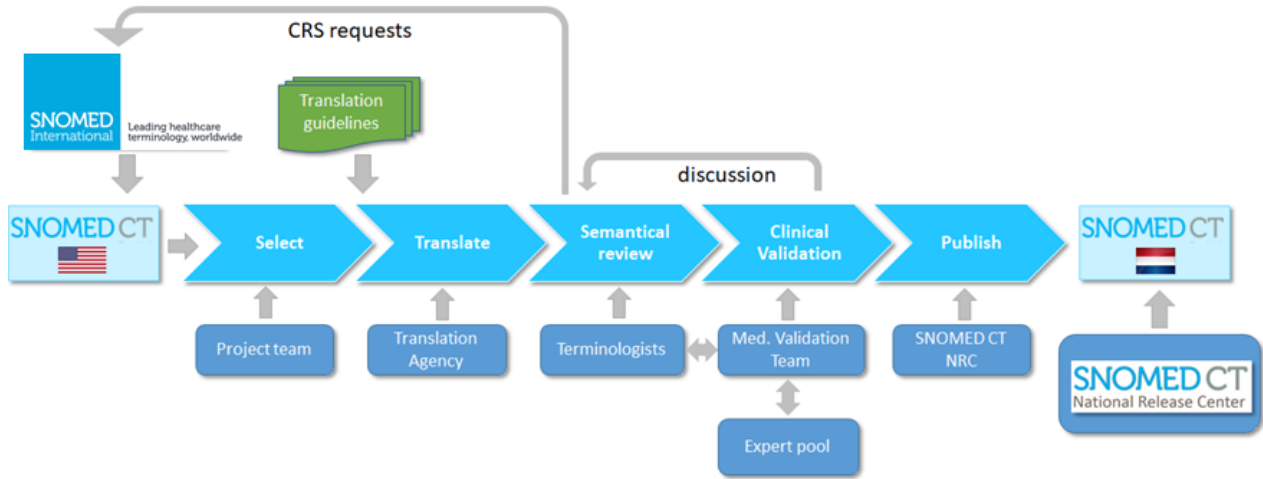 CRS requests
SNOMED
International
Leading healthcare
terminology, worldwide
Translation
guidelines
discussion
SNOMED CT
Select
Translate
Semantical
review
Clinical
Validation
Publish
SNOMED CT
Project team
Translation
Agency
Terminologists
Med. Validation
Team
SNOMED CT
NRC
SNOMED CT
National Release Center
Expert pool